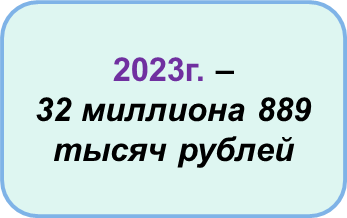 2023г. –
32 миллиона 889
тысяч рублей